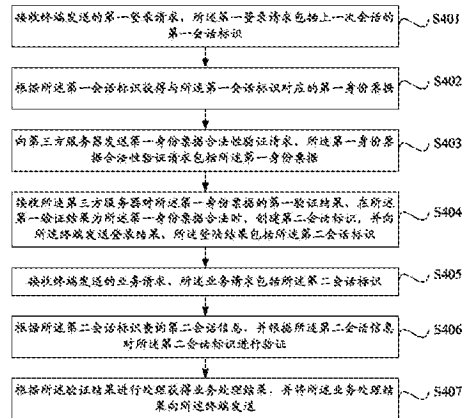 接收终端发送的第一登录请求，所述第一登录请求包括上一次会话的
第一会话标识
S401
根据所述第一会话标识获得与所述第一会话标识对应的第一身份票据
S402
向第三方服务器发送第一身份票据合法性验证请求，所述第一身份票
据合法性验证请求包括所述第一身份票据
S403
接收所述第三方服务器对所述第一身份票据的第一验证结果，在所述
第一验证结果为所述第一身份票据合法时，创建第二会话标识，并向
所述终端发送登录结果，所述登录结果包括所述第二会话标识
S404
接收终端发送的业务请求，所述业务请求包括所述第二会话标识
S405
根据所述第二会话标识查询第二会话信息，并根据所述第二会话信息
对所述第二会话标识进行验证
S406
根据所述验证结果进行处理获得业务处理结果，并将所述业务处理结
果向所述终端发送
S407